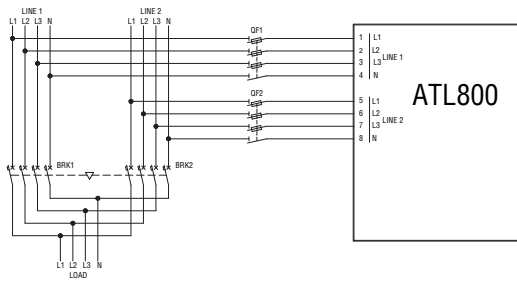 LINE 1 LINE 2
L1 L2 L3 N L1 L2 L3 N
QF1
1 L1
2 L2
3 L3 LINE 1
4 N
QF2
5 L1
6 L2
7 L3 LINE 2
8 N
ATL800
BRK1 BRK2
L1 L2 L3 N
LOAD